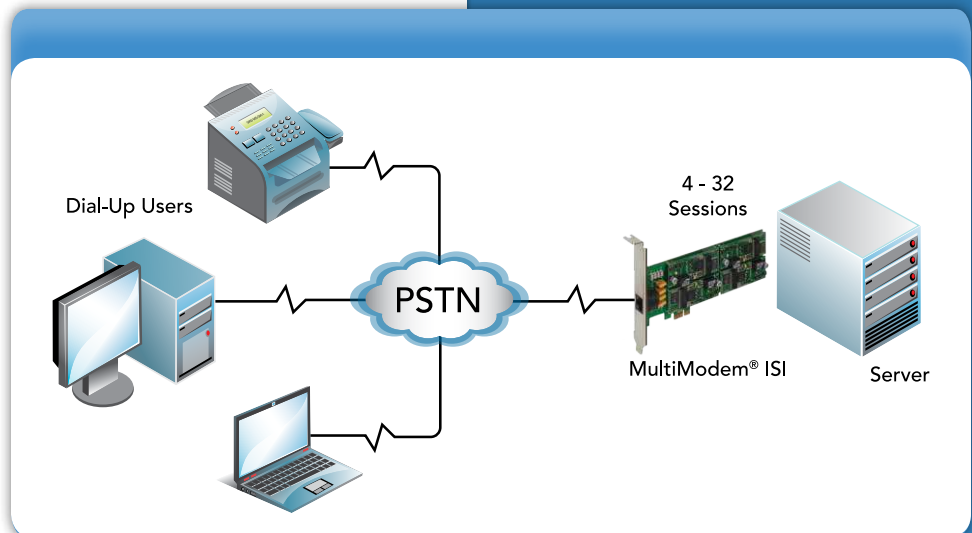 Dial-Up Users
PSTN
4 - 32
Sessions
MultiModem® ISI
Server